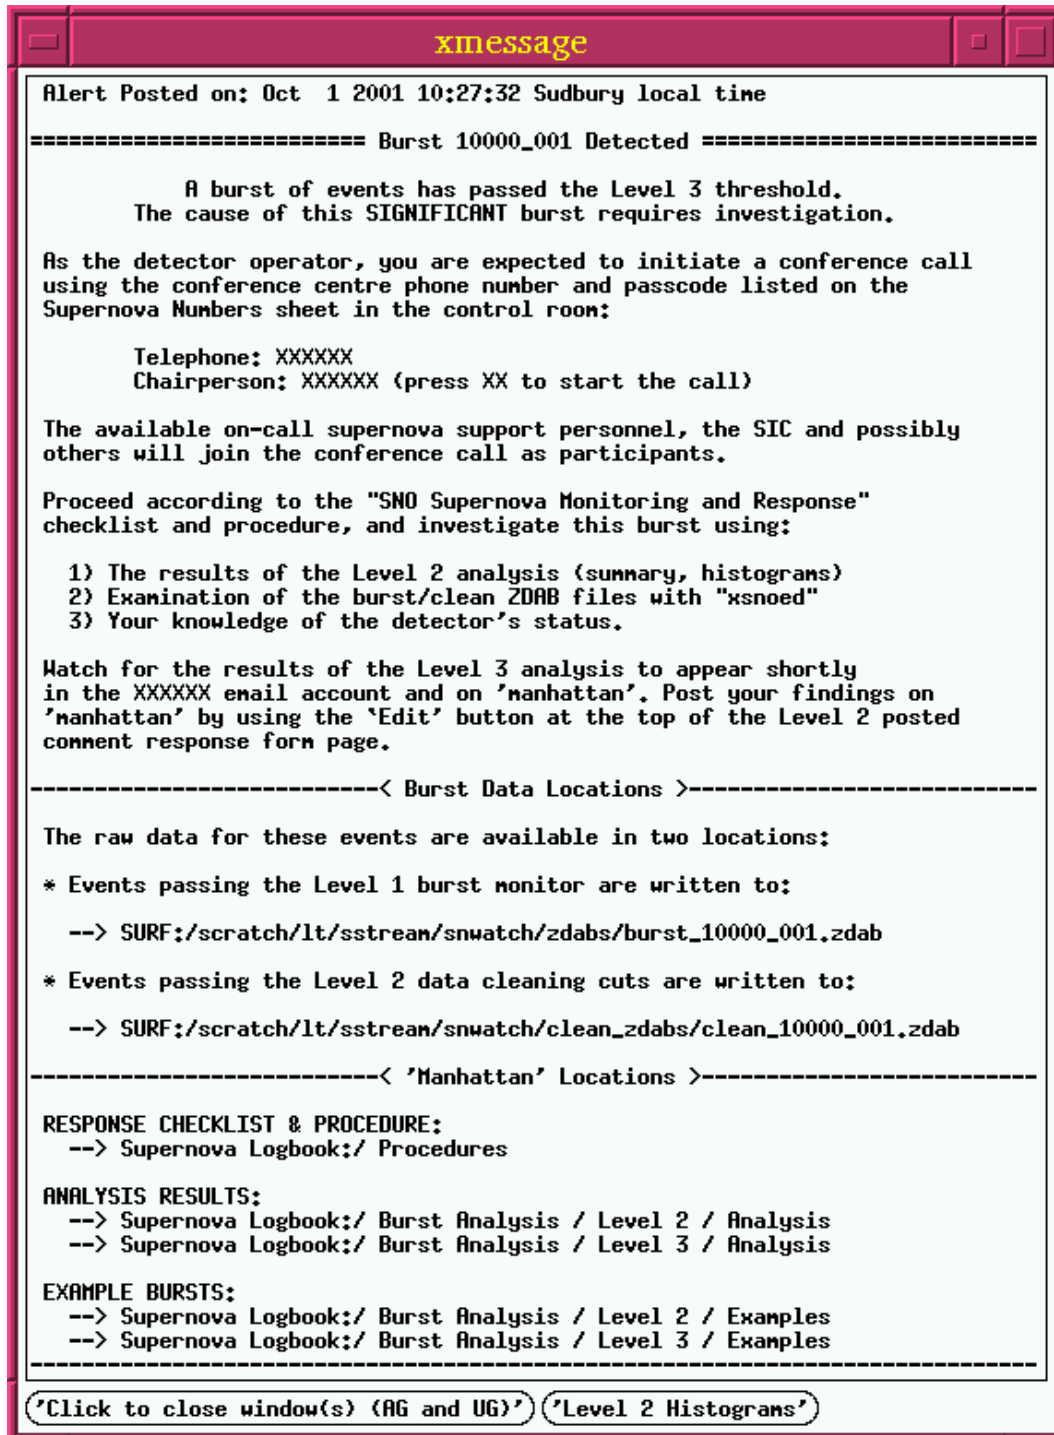 xmessage
Alert Posted on: Oct  1 2001 10:27:32 Sudbury local time
========================== Burst 10000_001 Detected ==========================
A burst of events has passed the Level 3 threshold.
The cause of this SIGNIFICANT burst requires investigation.
As the detector operator, you are expected to initiate a conference call
using the conference centre phone number and passcode listed on the
Supernova Numbers sheet in the control room:
Telephone: XXXXXX
Chairperson: XXXXXX (press XX to start the call)
The available on-call supernova support personnel, the SIC and possibly
others will join the conference call as participants.
Proceed according to the "SNO Supernova Monitoring and Response"
checklist and procedure, and investigate this burst using:
1) The results of the Level 2 analysis (summary, histograms)
2) Examination of the burst/clean ZDAB files with "xsnoed"
3) Your knowledge of the detector's status.
Watch for the results of the Level 3 analysis to appear shortly
in the XXXXXX email account and on 'manhattan'. Post your findings on
'manhattan' by using the `Edit' button at the top of the Level 2 posted
comment response form page.
---------------------------< Burst Data Locations >---------------------------
The raw data for these events are available in two locations:
* Events passing the Level 1 burst monitor are written to:
--> SURF:/scratch/lt/sstream/snwatch/zdabs/burst_10000_001.zdab
* Events passing the Level 2 data cleaning cuts are written to:
--> SURF:/scratch/lt/sstream/snwatch/clean_zdabs/clean_10000_001.zdab
---------------------------< 'Manhattan' Locations >--------------------------
RESPONSE CHECKLIST & PROCEDURE:
--> Supernova Logbook:/ Procedures
ANALYSIS RESULTS:
--> Supernova Logbook:/ Burst Analysis / Level 2 / Analysis
--> Supernova Logbook:/ Burst Analysis / Level 3 / Analysis
EXAMPLE BURSTS:
--> Supernova Logbook:/ Burst Analysis / Level 2 / Examples
--> Supernova Logbook:/ Burst Analysis / Level 3 / Examples
------------------------------------------------------------------------------
'Click to close window(s) (AG and UG)' 'Level 2 Histograms'